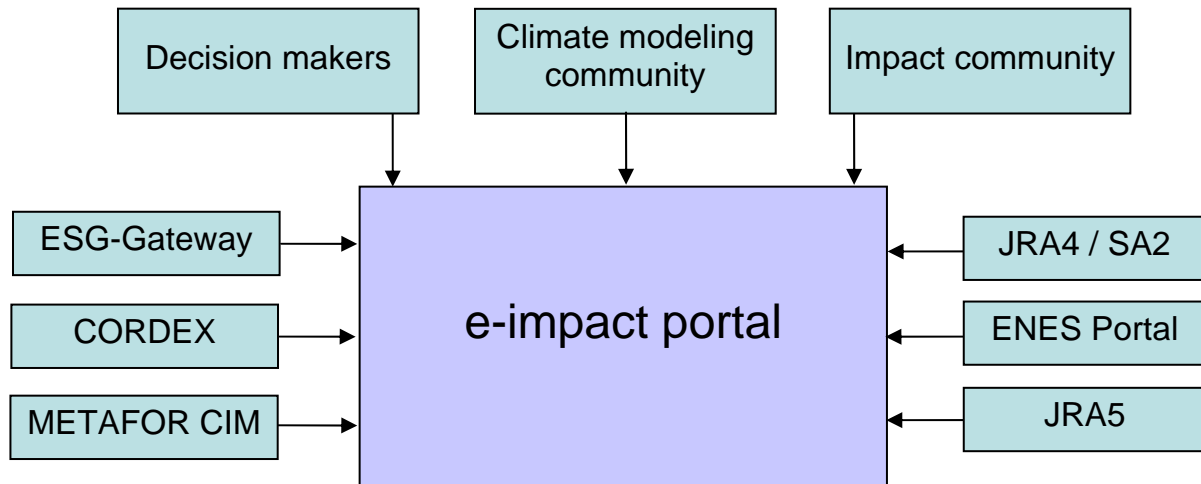 Decision makers
Climate modeling
community
Impact community
ESG-Gateway
CORDEX
METAFOR CIM
e-impact portal
JRA4 / SA2
ENES Portal
JRA5